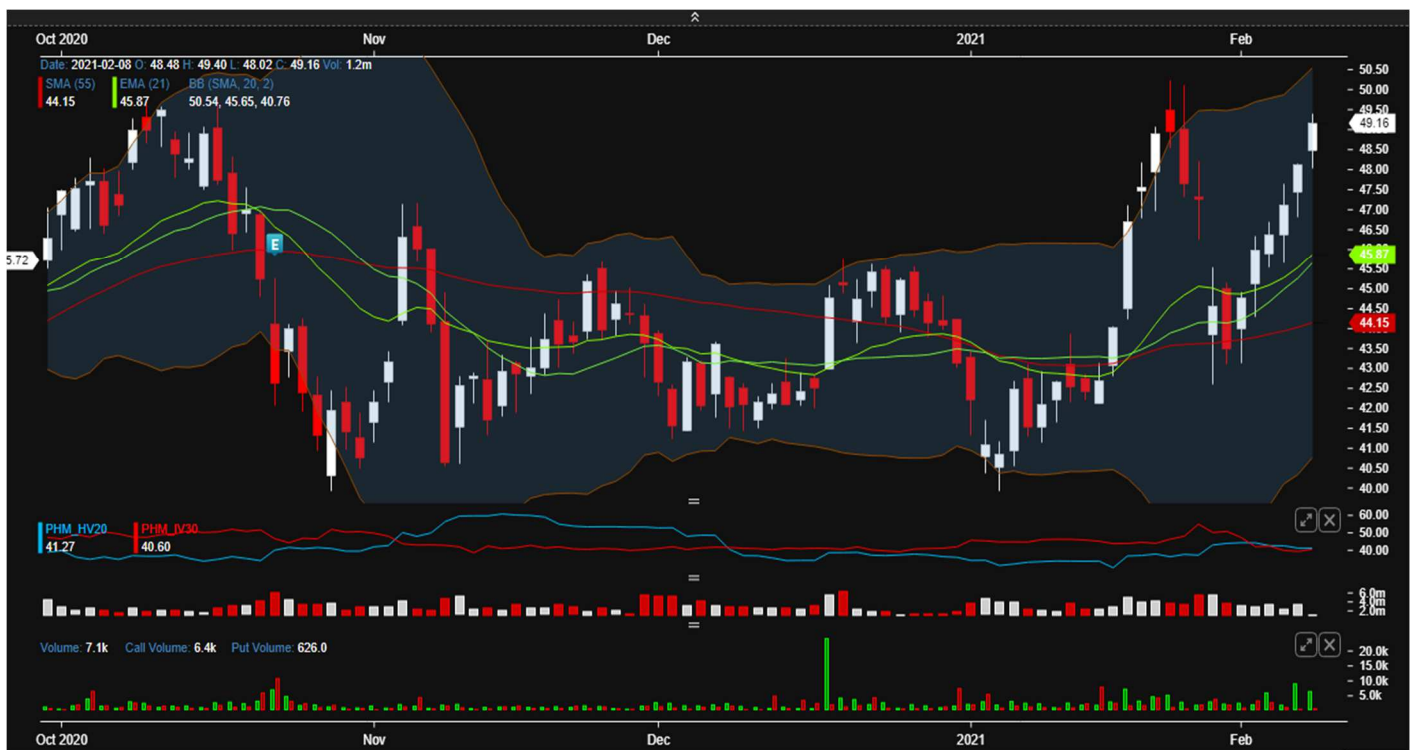 Oct 2020 Nov Dec 2021 Feb
Date: 2021-02-08 O: 48.48 H: 49.40 L: 48.02 C: 49.16 Vol: 1.2m
SMA (55) EMA (21) BB (SMA, 20, 2)
44.15 45.87 50.54, 45.65, 40.76
50.50
50.00
49.50
49.16
48.50
48.00
47.50
47.00
46.50
E
5.72
45.87
45.50
45.00
44.50
44.15
43.50
43.00
42.50
42.00
41.50
41.00
40.50
40.00
PHM_HV20 PHM_IV30
41.27 40.60
60.00
50.00
40.00
6.0m
4.0m
2.0m
Volume: 7.1k Call Volume: 6.4k Put Volume: 626.0
20.0k
15.0k
10.0k
5.0k
Oct 2020 Nov Dec 2021 Feb